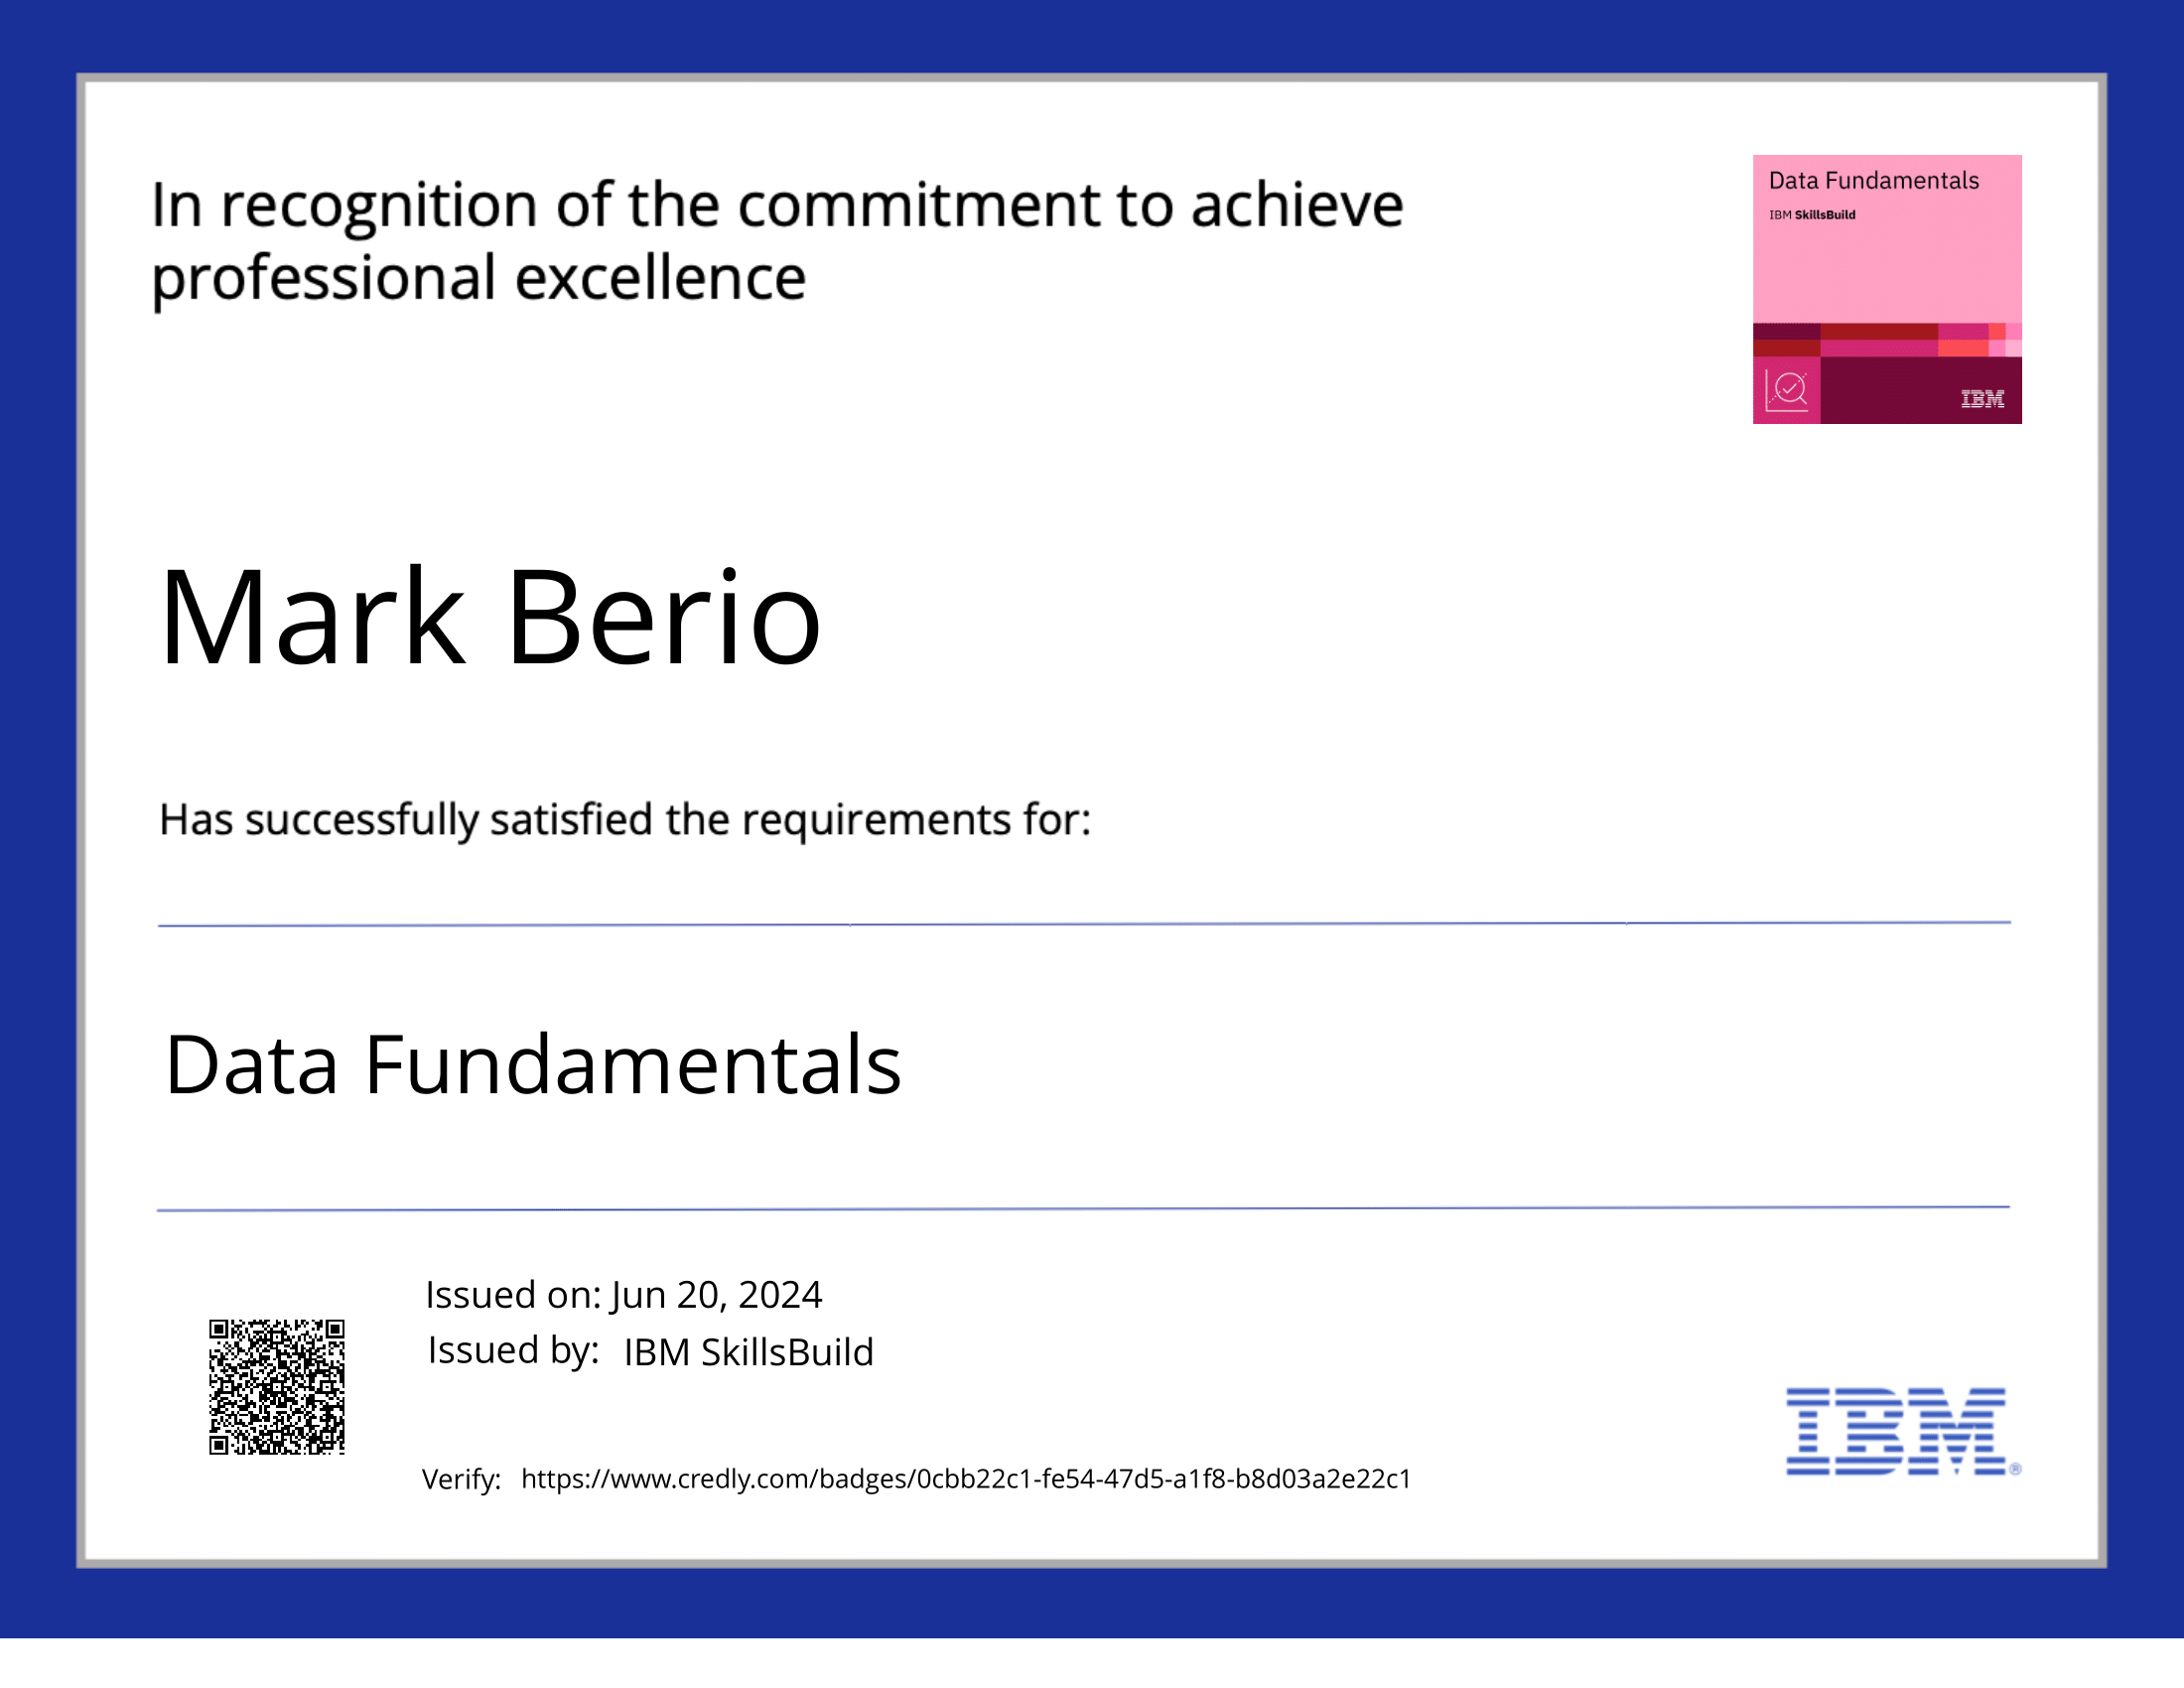 In recognition of the commitment to achieve
professional excellence
Data Fundamentals
IBM SkillsBuild
IBM
Mark Berio
Has successfully satisfied the requirements for:
Data Fundamentals
Issued on: Jun 20, 2024
Issued by: IBM SkillsBuild
Verify: https://www.credly.com/badges/0cbb22c1-fe54-47d5-a1f8-b8d03a2e22c1
IBM®